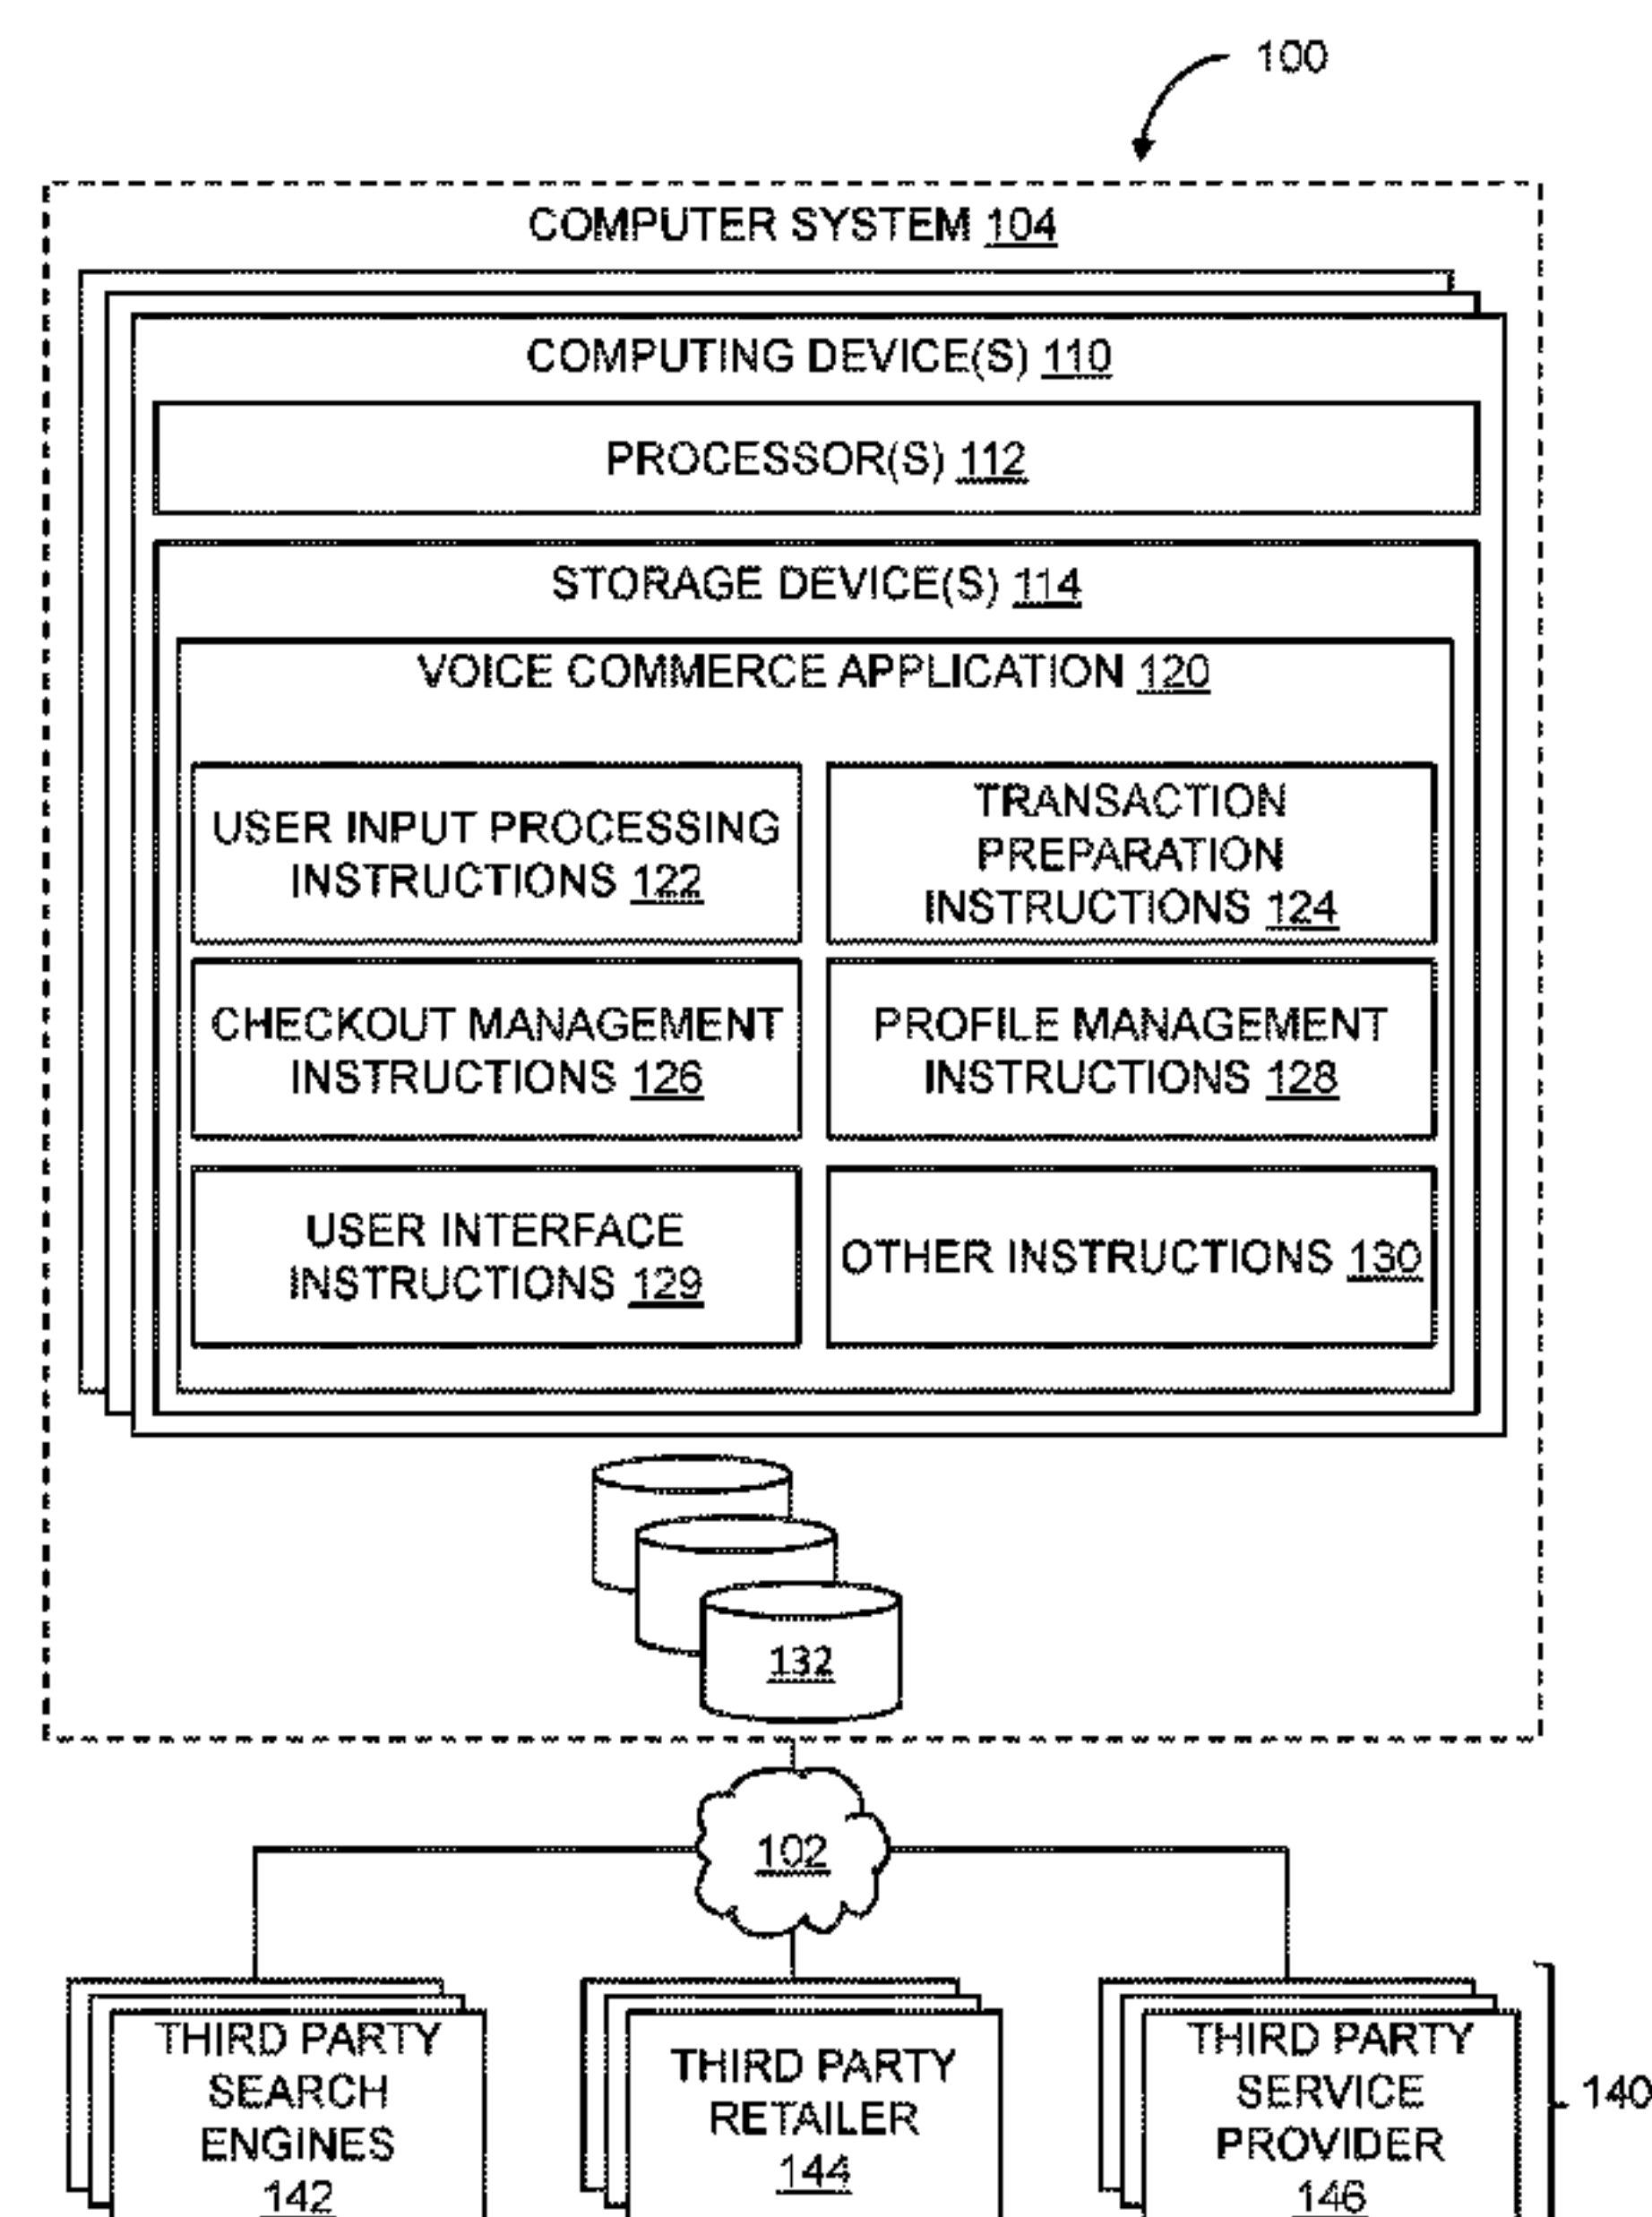 100
COMPUTER SYSTEM 104
COMPUTING DEVICE(S) 110
PROCESSOR(S) 112
STORAGE DEVICE(S) 114
VOICE COMMERCE APPLICATION 120
USER INPUT PROCESSING
INSTRUCTIONS 122
TRANSACTION
PREPARATION
INSTRUCTIONS 124
CHECKOUT MANAGEMENT
INSTRUCTIONS 126
PROFILE MANAGEMENT
INSTRUCTIONS 128
USER INTERFACE
INSTRUCTIONS 129
OTHER INSTRUCTIONS 130
132
102
THIRD PARTY
SEARCH
ENGINES
142
THIRD PARTY
RETAILER
144
THIRD PARTY
SERVICE
PROVIDER
146
140